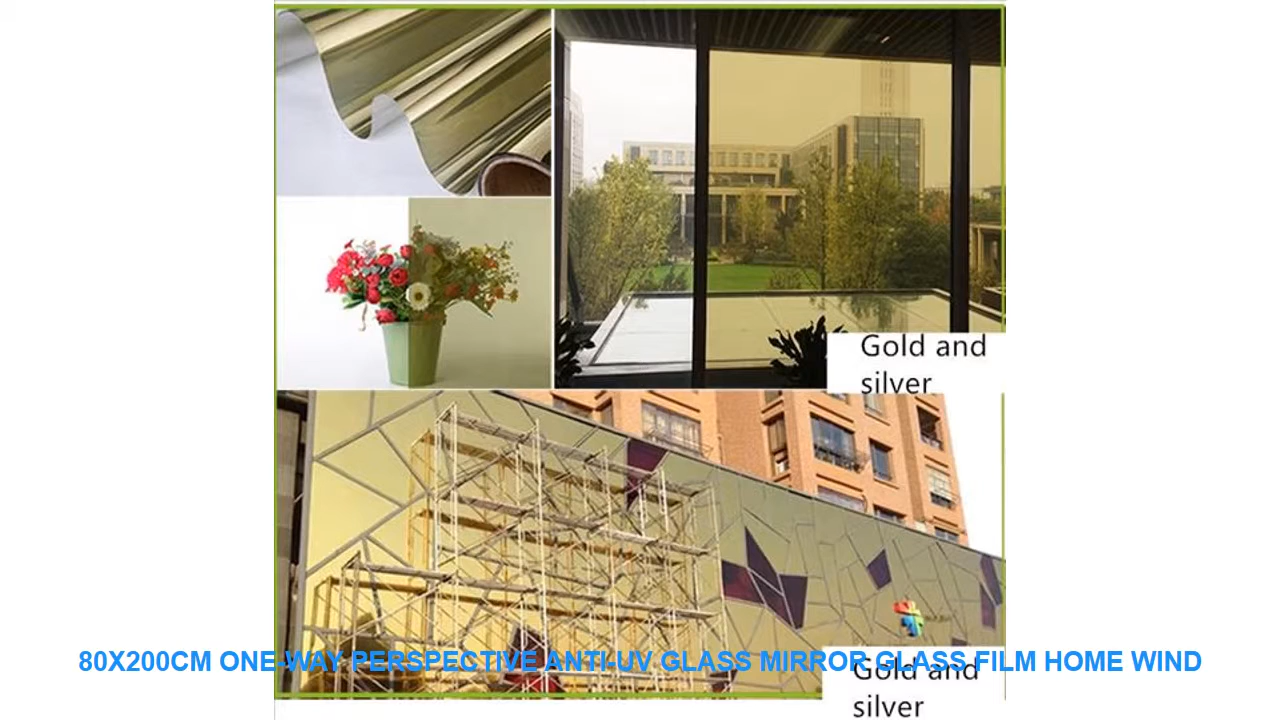 Gold and
silver
80X200CM ONE-WAY PERSPECTIVE ANTI-UV GLASS MIRROR GLASS FILM HOME WIND
Gold and
silver